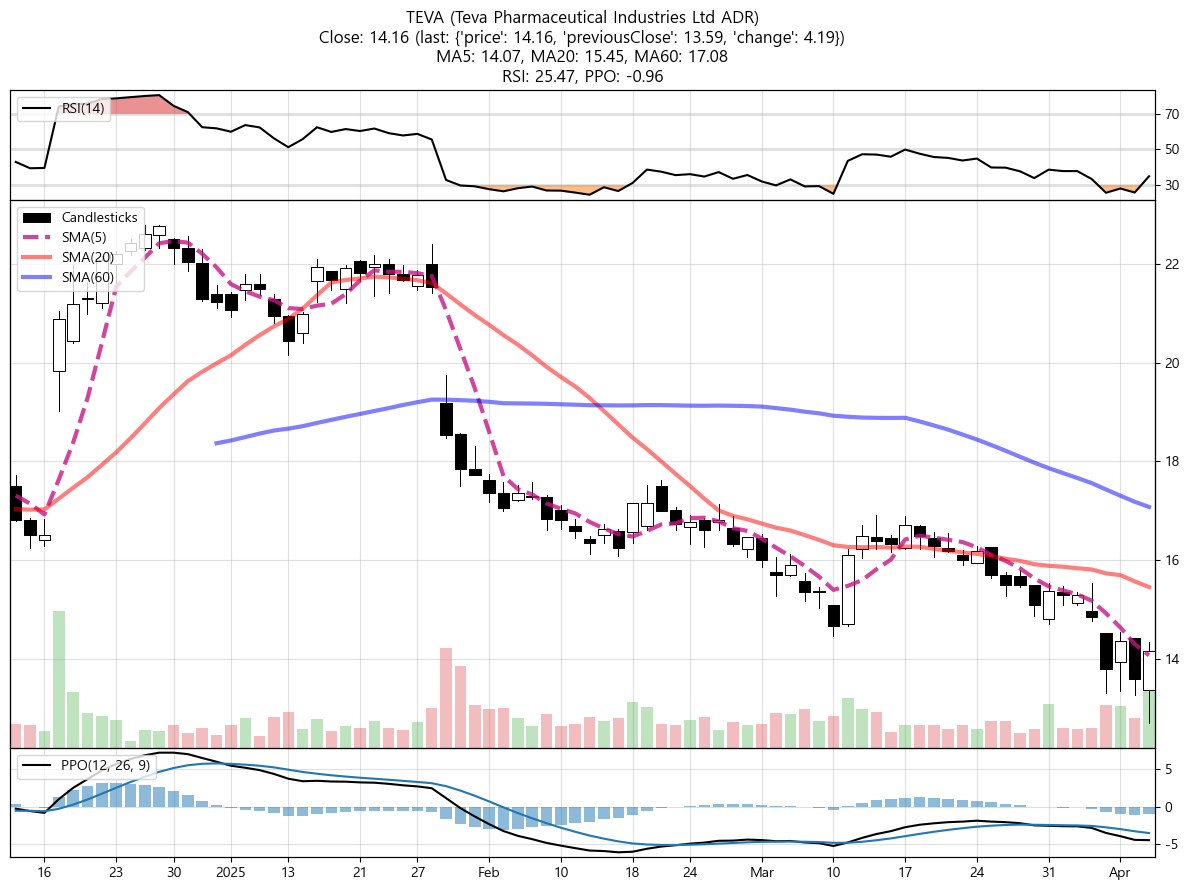 TEVA (Teva Pharmaceutical Industries Ltd ADR)
Close: 14.16 (last: {'price': 14.16, 'previousClose': 13.59, 'change': 4.19})
MA5: 14.07, MA20: 15.45, MA60: 17.08
RSI: 25.47, PPO: -0.96
RSI(14)
70
50
30
Candlesticks
SMA(5)
SMA(20)
SMA(60)
22
20
18
16
14
PPO(12, 26, 9)
5
0
-5
16 23 30 2025 13 21 27 Feb 10 18 24 Mar 10 17 24 31 Apr